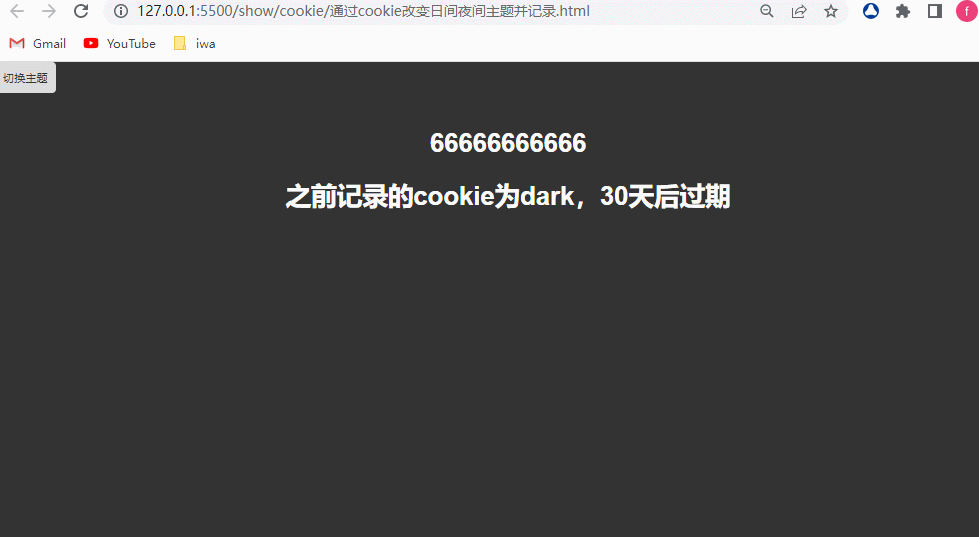 127.0.0.1:5500/show/cookie/通过cookie改变日间夜间主题并记录.html
f
Gmail YouTube iwa
切换主题
66666666666
之前记录的cookie为dark，30天后过期